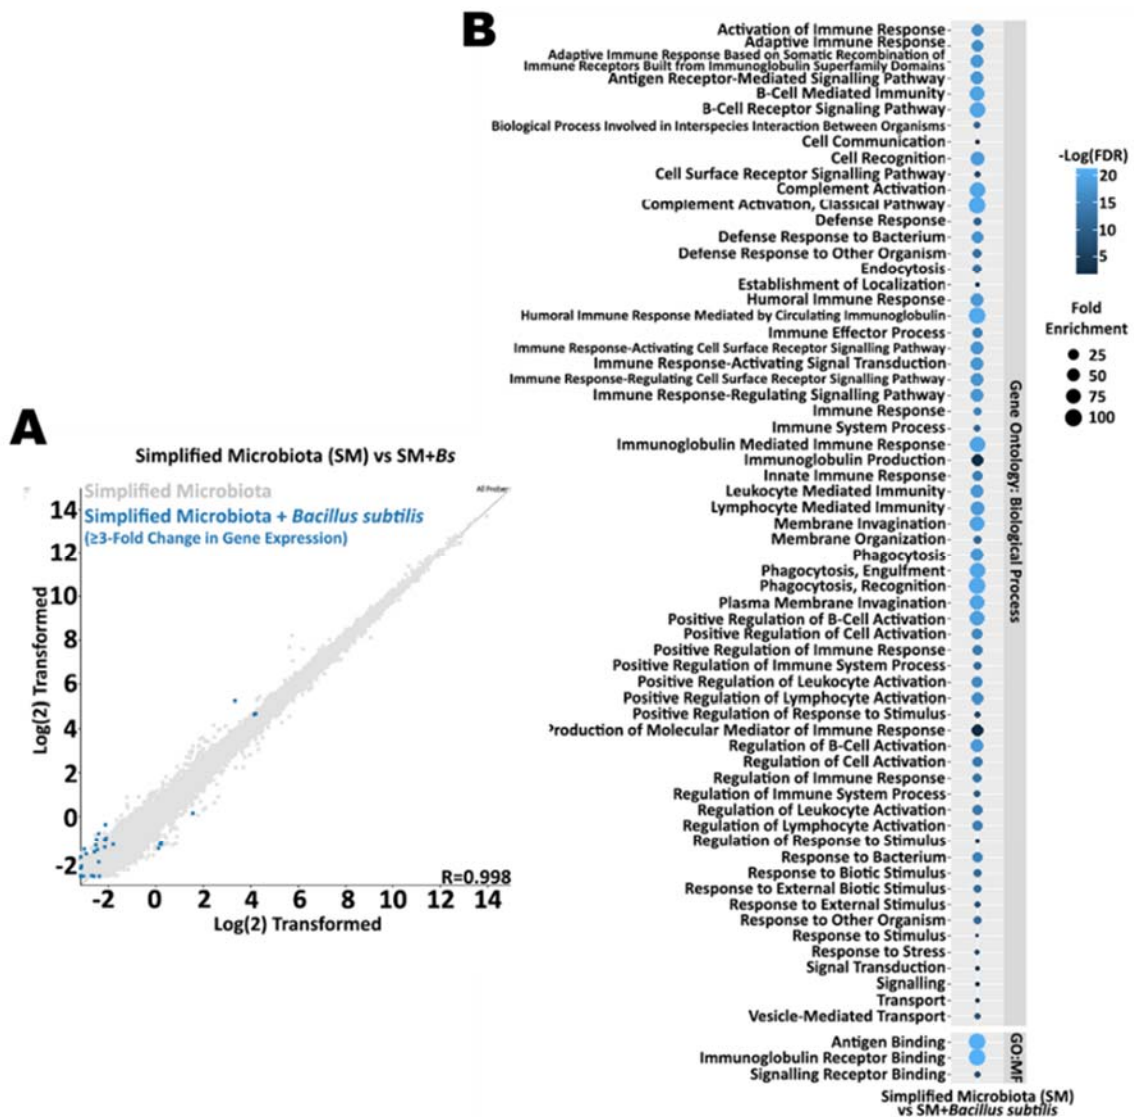 B
Activation of Immune Response
Adaptive Immune Response
Adaptive Immune Response Based on Somatic Recombination of
Immune Receptors Built from Immunoglobulin Superfamily Domains
Antigen Receptor-Mediated Signalling Pathway
B-Cell Mediated Immunity
B-Cell Receptor Signaling Pathway
Biological Process Involved in Interspecies Interaction Between Organisms
Cell Communication
Cell Recognition
Cell Surface Receptor Signalling Pathway
Complement Activation
Complement Activation, Classical Pathway
Defense Response
Defense Response to Bacterium
Defense Response to Other Organism
Endocytosis
Establishment of Localization
Humoral Immune Response
Humoral Immune Response Mediated by Circulating Immunoglobulin
Immune Effector Process
Immune Response-Activating Cell Surface Receptor Signalling Pathway
Immune Response-Activating Signal Transduction
Immune Response-Regulating Cell Surface Receptor Signalling Pathway
Immune Response-Regulating Signalling Pathway
Immune Response
Immune System Process
Immunoglobulin Mediated Immune Response
Immunoglobulin Production
Innate Immune Response
Leukocyte Mediated Immunity
Lymphocyte Mediated Immunity
Membrane Invagination
Membrane Organization
Phagocytosis
Phagocytosis, Engulfment
Phagocytosis, Recognition
Plasma Membrane Invagination
Positive Regulation of B-Cell Activation
Positive Regulation of Cell Activation
Positive Regulation of Immune Response
Positive Regulation of Immune System Process
Positive Regulation of Leukocyte Activation
Positive Regulation of Lymphocyte Activation
Positive Regulation of Response to Stimulus
Production of Molecular Mediator of Immune Response
Regulation of B-Cell Activation
Regulation of Cell Activation
Regulation of Immune Response
Regulation of Immune System Process
Regulation of Leukocyte Activation
Regulation of Lymphocyte Activation
Regulation of Response to Stimulus
Response to Bacterium
Response to Biotic Stimulus
Response to External Biotic Stimulus
Response to External Stimulus
Response to Other Organism
Response to Stimulus
Response to Stress
Signal Transduction
Signalling
Transport
Vesicle-Mediated Transport
Gene Ontology: Biological Process
Antigen Binding
Immunoglobulin Receptor Binding
Signalling Receptor Binding
GO:MF
Simplified Microbiota (SM)
vs SM+Bacillus subtilis
-Log(FDR)
20
15
10
5
Fold
Enrichment
25
50
75
100
A
Simplified Microbiota (SM) vs SM+Bs
Simplified Microbiota
Simplified Microbiota + Bacillus subtilis
(≥3-Fold Change in Gene Expression)
All Probes
Log(2) Transformed
14
12
10
8
6
4
2
0
-2
R=0.998
-2 0 2 4 6 8 10 12 14
Log(2) Transformed